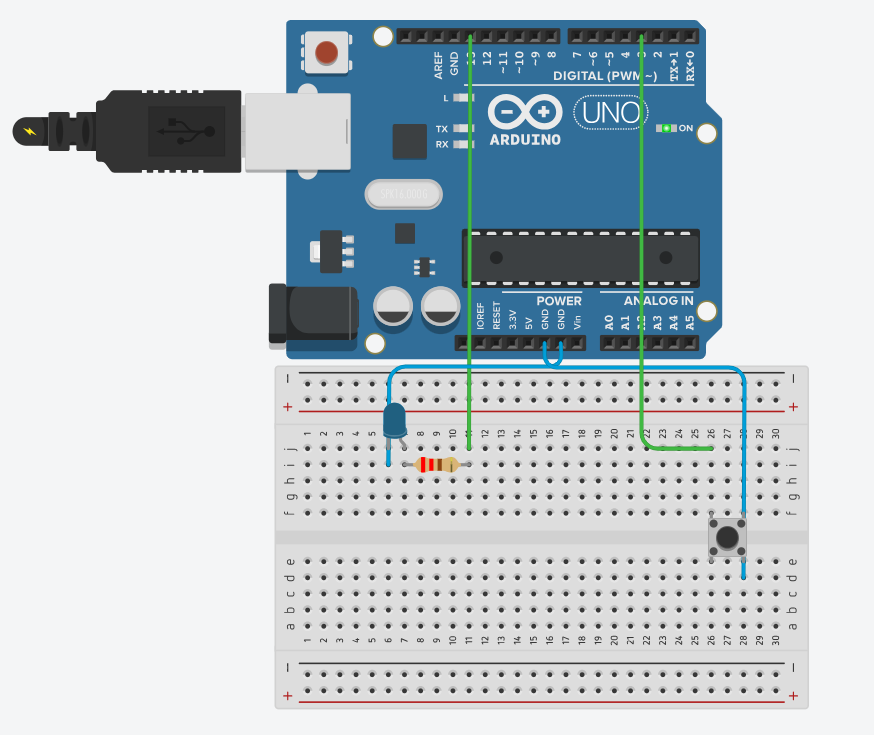 AREF
GND
13
12
~11
~10
~9
8
7
~6
~5
4
2
TX→1
RX←0
DIGITAL (PWM~)
L
TX
RX
ARDUINO
UNO
ON
SPK16.000G
POWER
ANALOG IN
IOREF
RESET
3.3V
5V
GND
GND
Vin
A0
A1
A2
A3
A4
A5
− −
+ +
1 2 3 4 5 6 7 8 9 10 11 12 13 14 15 16 17 18 19 20 21 22 23 24 25 26 27 28 29 30
j j
i i
h h
g g
f f
e e
d d
c c
b b
a a
1 2 3 4 5 6 7 8 9 10 11 12 13 14 15 16 17 18 19 20 21 22 23 24 25 26 27 28 29 30
− −
+ +